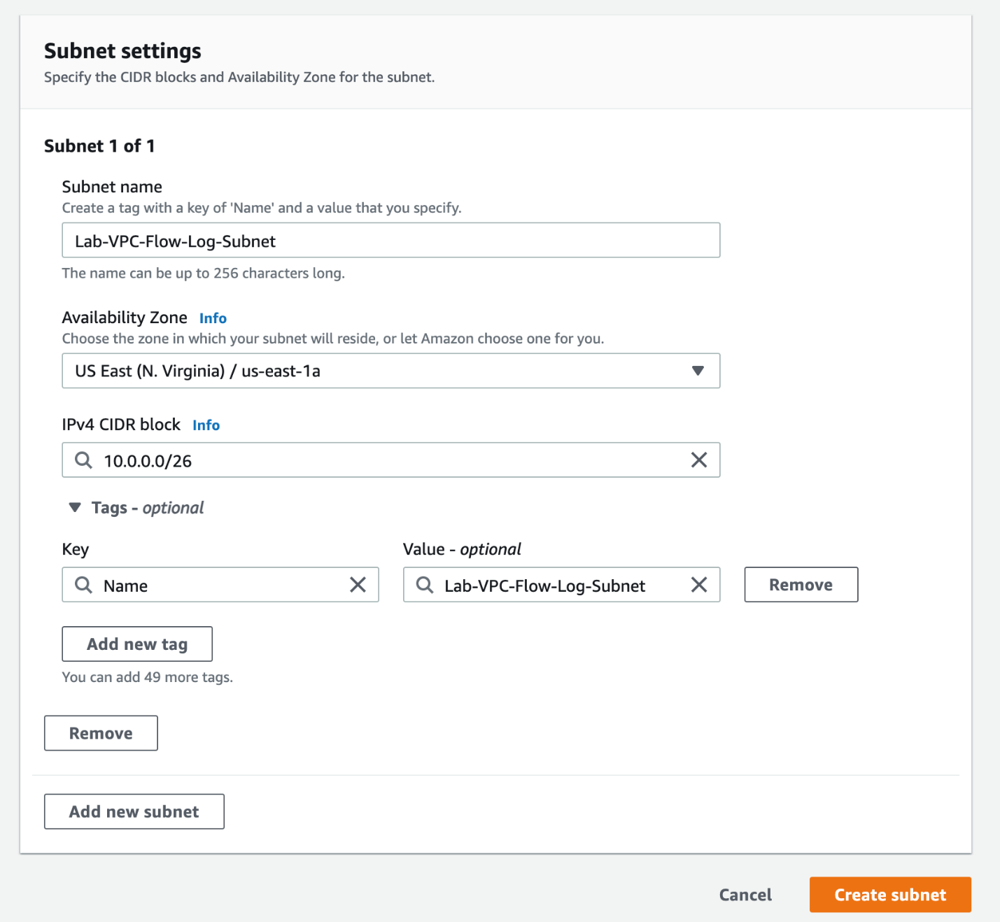 Subnet settings
Specify the CIDR blocks and Availability Zone for the subnet.
Subnet 1 of 1
Subnet name
Create a tag with a key of 'Name' and a value that you specify.
Lab-VPC-Flow-Log-Subnet
The name can be up to 256 characters long.
Availability Zone Info
Choose the zone in which your subnet will reside, or let Amazon choose one for you.
US East (N. Virginia) / us-east-1a
IPv4 CIDR block Info
10.0.0.0/26
Tags - optional
Key Value - optional
Name Lab-VPC-Flow-Log-Subnet Remove
Add new tag
You can add 49 more tags.
Remove
Add new subnet
Cancel Create subnet